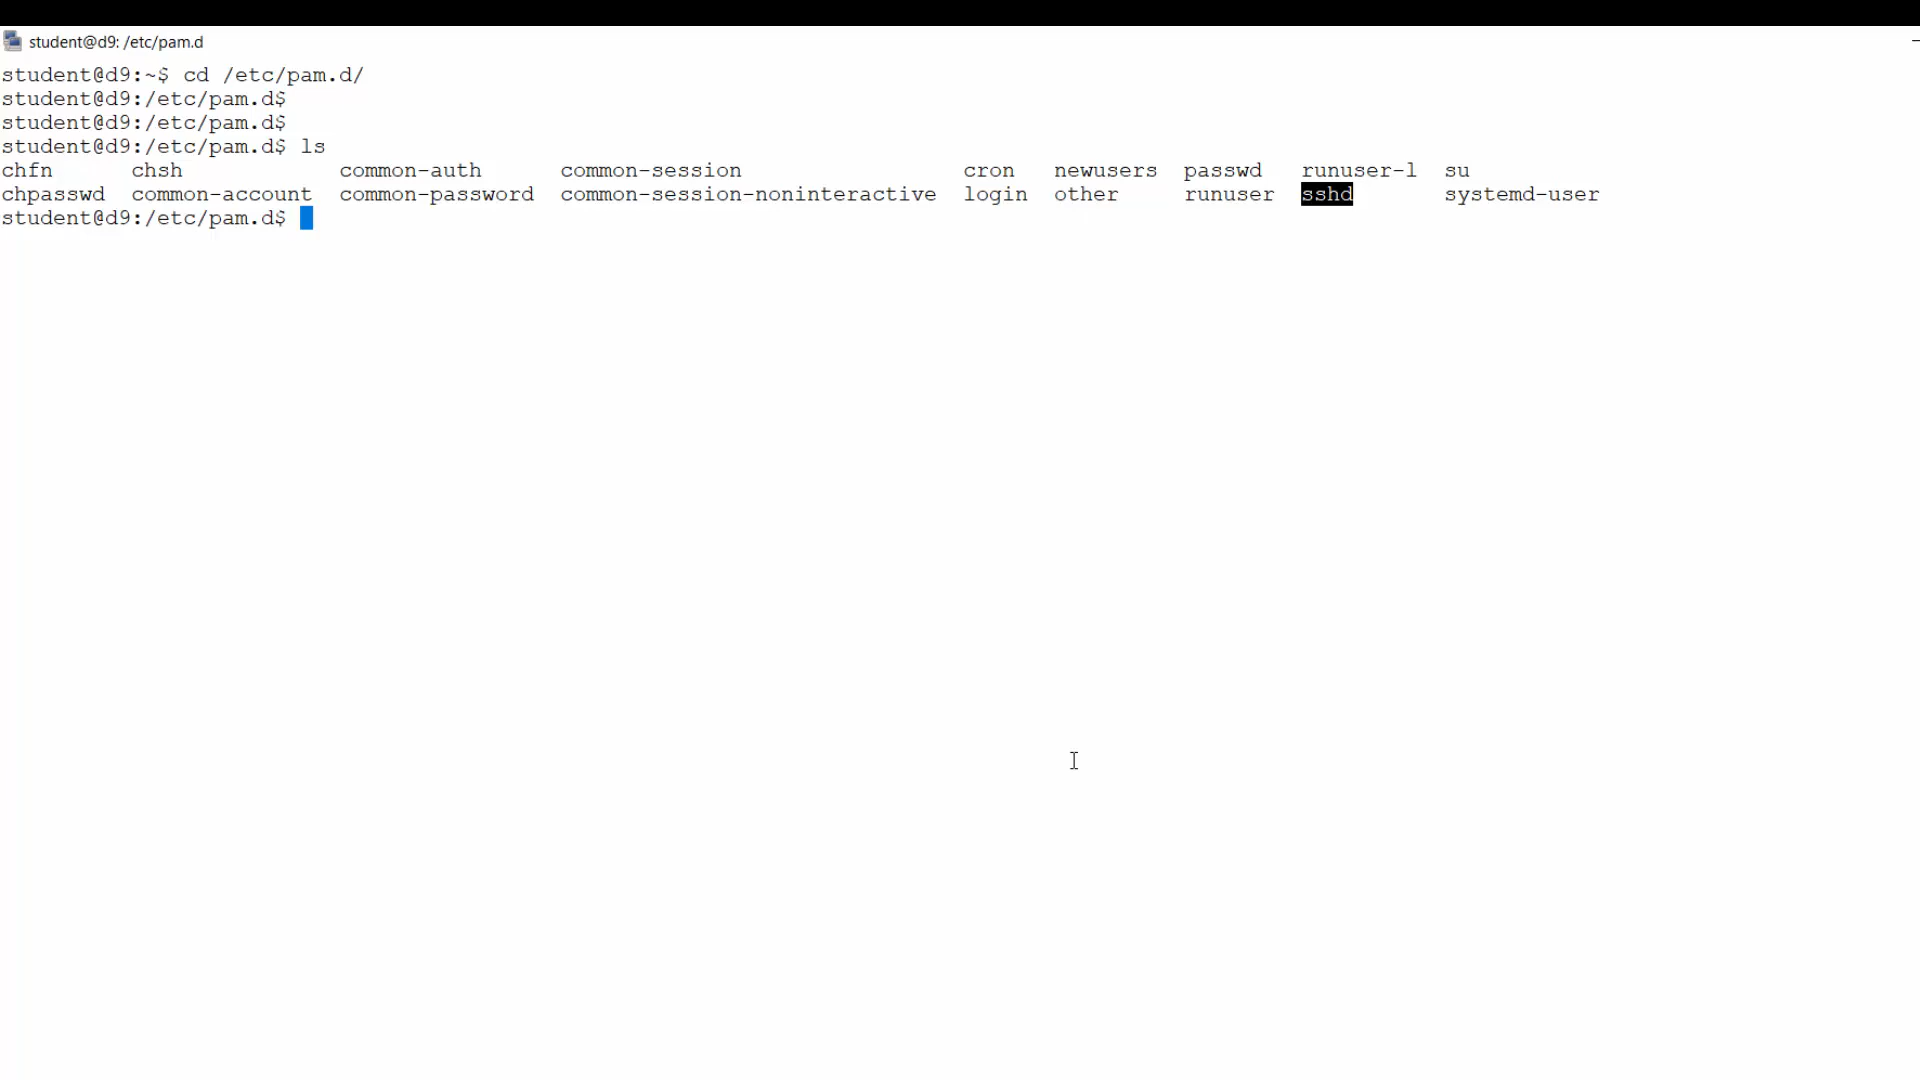 student@d9: /etc/pam.d
student@d9:~$ cd /etc/pam.d/
student@d9:/etc/pam.d$
student@d9:/etc/pam.d$
student@d9:/etc/pam.d$ ls
chfn chsh common-auth common-session cron newusers passwd runuser-l su
chpasswd common-account common-password common-session-noninteractive login other runuser sshd systemd-user
student@d9:/etc/pam.d$